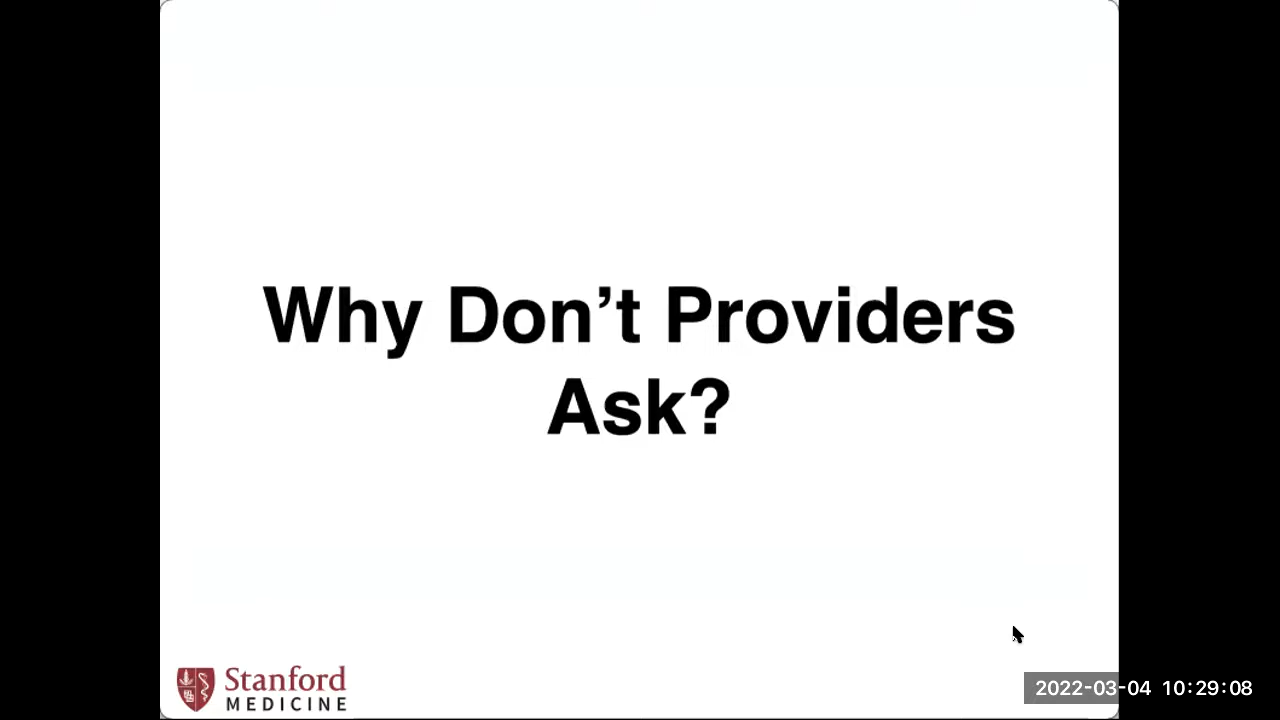 Why Don’t Providers
Ask?
Stanford
MEDICINE
2022-03-04 10:29:08